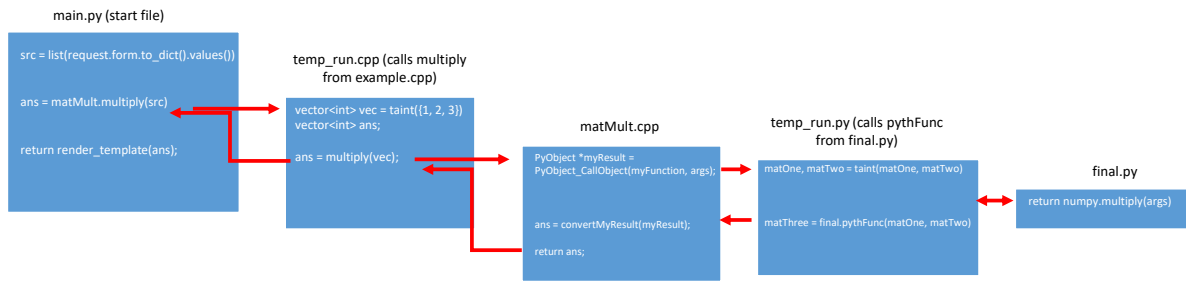 main.py (start file)
src = list(request.form.to_dict().values())
ans = matMult.multiply(src)
return render_template(ans);
temp_run.cpp (calls multiply
from example.cpp)
vector<int> vec = taint({1, 2, 3})
vector<int> ans;
ans = multiply(vec);
matMult.cpp
PyObject *myResult =
PyObject_CallObject(myFunction, args);
ans = convertMyResult(myResult);
return ans;
temp_run.py (calls pythFunc
from final.py)
matOne, matTwo = taint(matOne, matTwo)
matThree = final.pythFunc(matOne, matTwo)
final.py
return numpy.multiply(args)